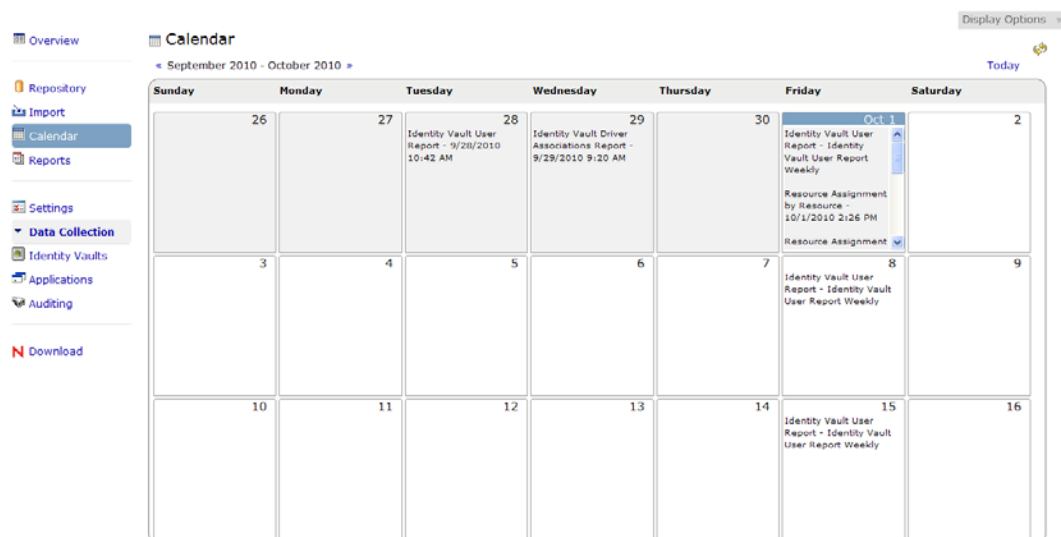 Display Options
Overview
Calendar
« September 2010 - October 2010 »
Today
Repository
Import
Calendar
Reports
Settings
Data Collection
Identity Vaults
Applications
Auditing
N Download
Sunday Monday Tuesday Wednesday Thursday Friday Saturday
26
27
28
Identity Vault User
Report - 9/28/2010
10:42 AM
29
Identity Vault Driver
Associations Report -
9/29/2010 9:20 AM
30
Oct 1
Identity Vault User
Report - Identity
Vault User Report
Weekly
Resource Assignment
by Resource -
10/1/2010 2:26 PM
Resource Assignment
2
3
4
5
6
7
8
Identity Vault User
Report - Identity Vault
User Report Weekly
9
10
11
12
13
14
15
Identity Vault User
Report - Identity Vault
User Report Weekly
16